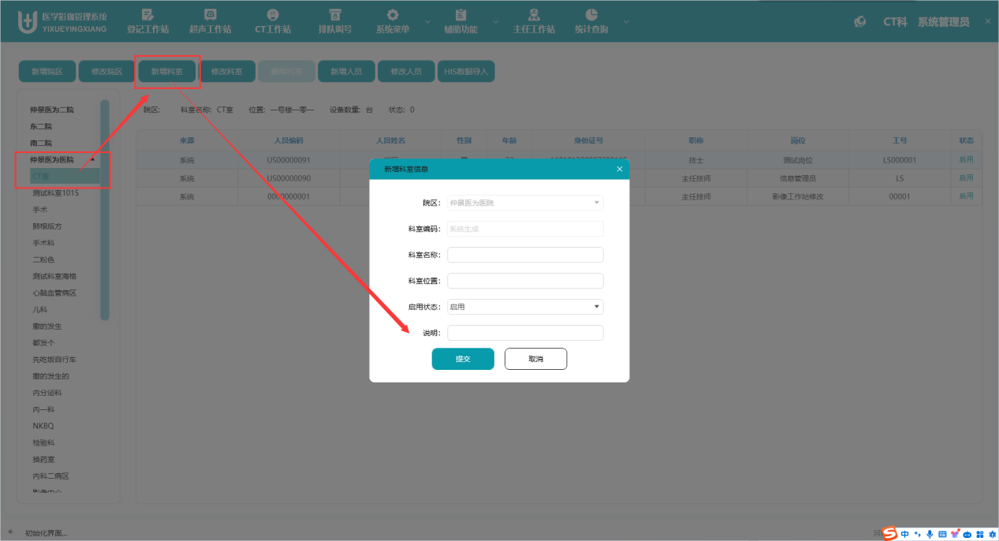 医学影像管理系统
YIXUEYINGXIANG
登记工作站
超声工作站
CT工作站
排队叫号
系统菜单
辅助功能
主任工作站
统计查询
CT科 系统管理员
新增院区
修改院区
新增科室
修改科室
删除科室
新增人员
修改人员
HIS数据导入
仲景医为二院
东二院
南二院
仲景医为医院
CT室
测试科室1015
手术
肺根后方
手术科
二粉色
测试科室海格
心脑血管病区
儿科
撒的发生
都发个
先吃饭自行车
撒的发生的
内分泌科
内一科
NKBQ
检验科
换药室
内科二病区
影像中心
院区: 科室名称: CT室 位置: 一号楼一零一 设备数量: 台 状态: 0
来源 人员编码 人员姓名 性别 年龄 身份证号 职称 岗位 工号 状态
系统 US00000091 技士 测试岗位 LS000001 启用
系统 US00000090 主任技师 信息管理员 LS 启用
系统 0000000001 主任技师 影像工作站修改 00001 启用
新增科室信息
院区: 仲景医为医院
科室编码: 系统生成
科室名称:
科室位置:
启用状态: 启用
说明:
提交
取消
初始化界面...
中